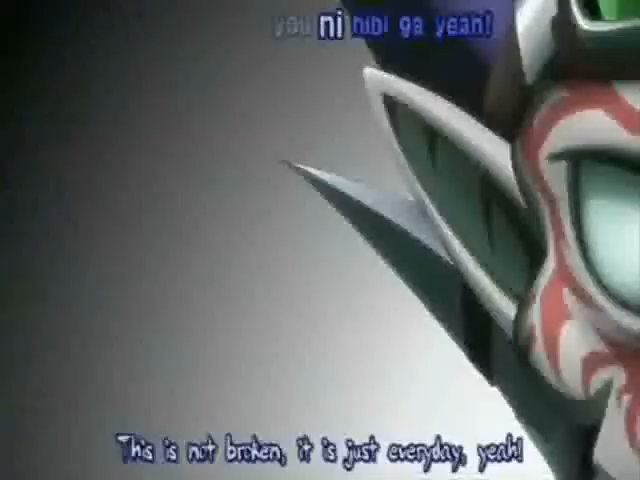 you ni hibi ga yeah!
This is not broken, it is just everyday, yeah!